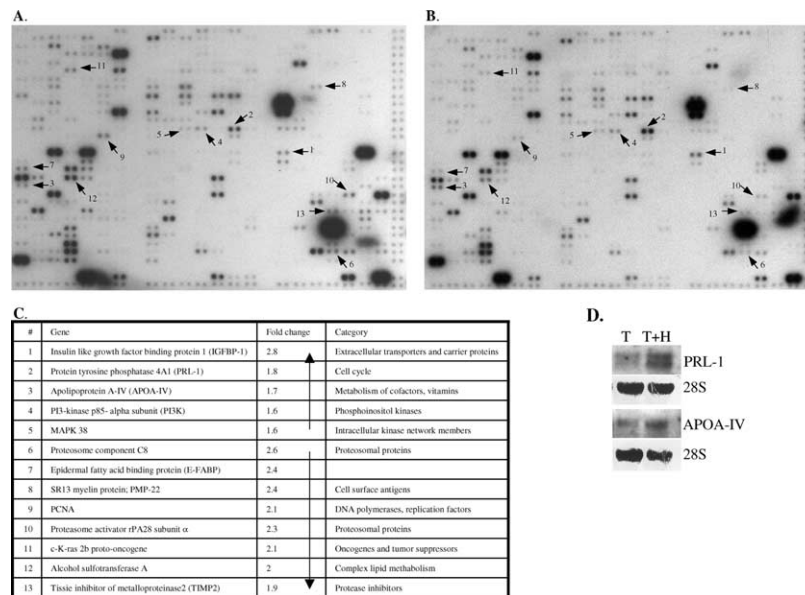 A.
11
8
2
5
4
9
1
7
3
12
10
13
6
B.
11
8
2
5
4
9
1
7
3
12
10
13
6
C.
# Gene Fold change Category
1 Insulin like growth factor binding protein 1 (IGFBP-1) 2.8 Extracellular transporters and carrier proteins
2 Protein tyrosine phosphatase 4A1 (PRL-1) 1.8 Cell cycle
3 Apolipoprotein A-IV (APOA-IV) 1.7 Metabolism of cofactors, vitamins
4 PI3-kinase p85- alpha subunit (PI3K) 1.6 Phosphoinositol kinases
5 MAPK 38 1.6 Intracellular kinase network members
6 Proteosome component C8 2.6 Proteosomal proteins
7 Epidermal fatty acid binding protein (E-FABP) 2.4
8 SR13 myelin protein; PMP-22 2.4 Cell surface antigens
9 PCNA 2.1 DNA polymerases, replication factors
10 Proteasome activator rPA28 subunit α 2.3 Proteosomal proteins
11 c-K-ras 2b proto-oncogene 2.1 Oncogenes and tumor suppressors
12 Alcohol sulfotransferase A 2 Complex lipid methabolism
13 Tissie inhibitor of metalloproteinase2 (TIMP2) 1.9 Protease inhibitors
D.
T T+H
PRL-1
28S
APOA-IV
28S